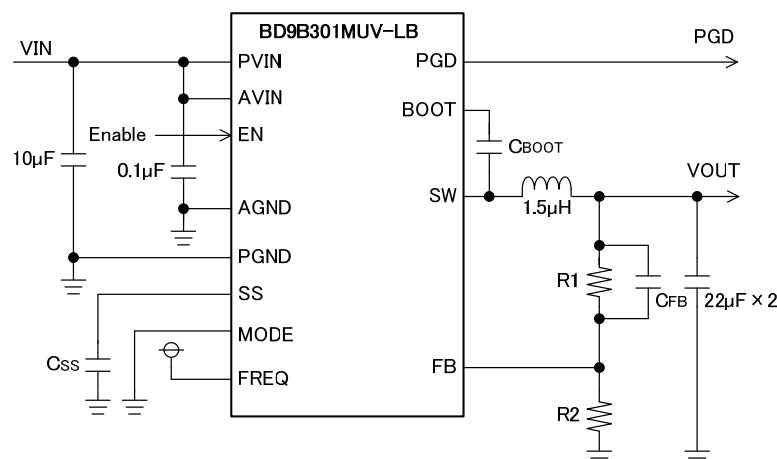 BD9B301MUV-LB
VIN
PVIN
AVIN
Enable
EN
10µF
0.1µF
AGND
PGND
SS
MODE
CSS
FREQ
PGD
PGD
BOOT
CBOOT
SW
VOUT
1.5µH
R1
CFB
22µF × 2
FB
R2